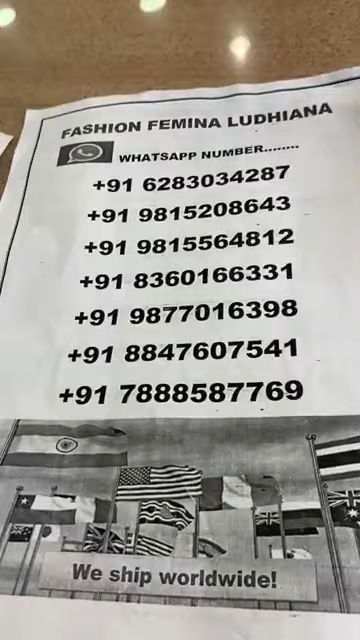 FASHION FEMINA LUDHIANA
WHATSAPP NUMBER........
+91 6283034287
+91 9815208643
+91 9815564812
+91 8360166331
+91 9877016398
+91 8847607541
+91 7888587769
We ship worldwide!